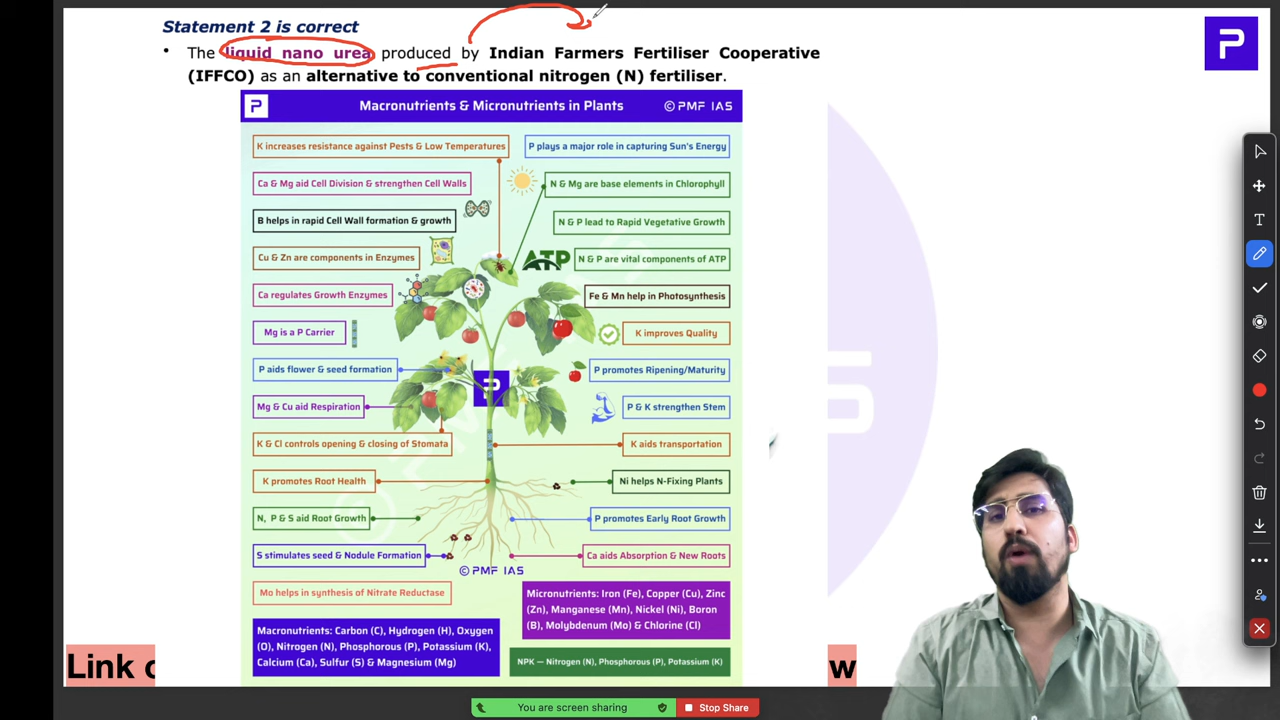 Statement 2 is correct
• The liquid nano urea produced by Indian Farmers Fertiliser Cooperative
(IFFCO) as an alternative to conventional nitrogen (N) fertiliser.
P
P
Macronutrients & Micronutrients in Plants
© PMF IAS
K increases resistance against Pests & Low Temperatures
P plays a major role in capturing Sun's Energy
Ca & Mg aid Cell Division & strengthen Cell Walls
N & Mg are base elements in Chlorophyll
B helps in rapid Cell Wall formation & growth
N & P lead to Rapid Vegetative Growth
Cu & Zn are components in Enzymes
ATP
N & P are vital components of ATP
Ca regulates Growth Enzymes
Fe & Mn help in Photosynthesis
Mg is a P Carrier
K improves Quality
P aids flower & seed formation
P
P promotes Ripening/Maturity
Mg & Cu aid Respiration
P & K strengthen Stem
K & Cl controls opening & closing of Stomata
K aids transportation
K promotes Root Health
Ni helps N-Fixing Plants
N, P & S aid Root Growth
P promotes Early Root Growth
S stimulates seed & Nodule Formation
Ca aids Absorption & New Roots
© PMF IAS
Mo helps in synthesis of Nitrate Reductase
Micronutrients: Iron (Fe), Copper (Cu), Zinc
(Zn), Manganese (Mn), Nickel (Ni), Boron
(B), Molybdenum (Mo) & Chlorine (Cl)
Macronutrients: Carbon (C), Hydrogen (H), Oxygen
(O), Nitrogen (N), Phosphorous (P), Potassium (K),
Calcium (Ca), Sulfur (S) & Magnesium (Mg)
NPK — Nitrogen (N), Phosphorous (P), Potassium (K)
Link
You are screen sharing
Stop Share